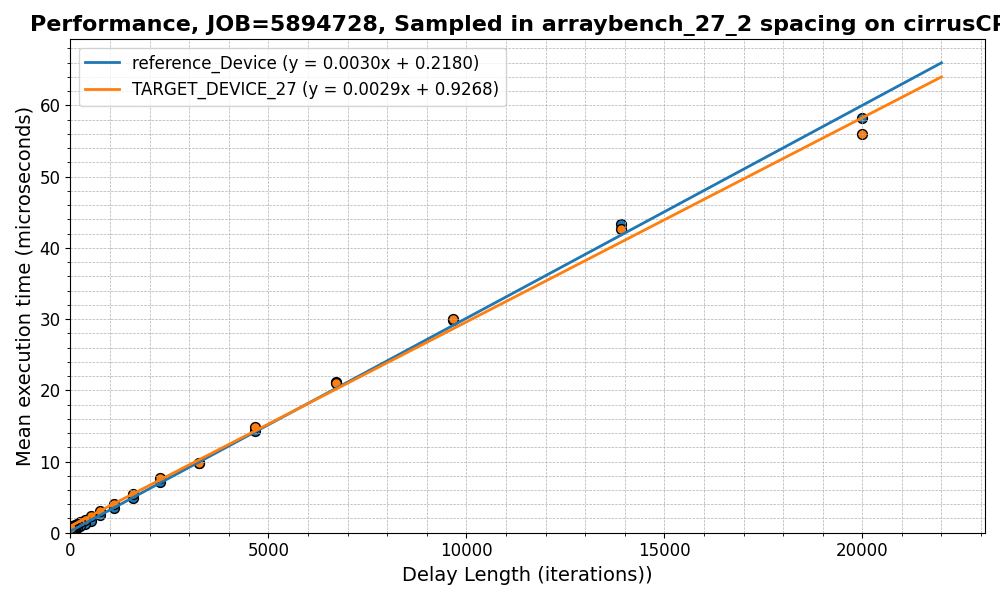 Performance, JOB=5894728, Sampled in arraybench_27_2 spacing on cirrusCP
reference_Device (y = 0.0030x + 0.2180)
TARGET_DEVICE_27 (y = 0.0029x + 0.9268)
Mean execution time (microseconds)
60
50
40
30
20
10
0
0 5000 10000 15000 20000
Delay Length (iterations))